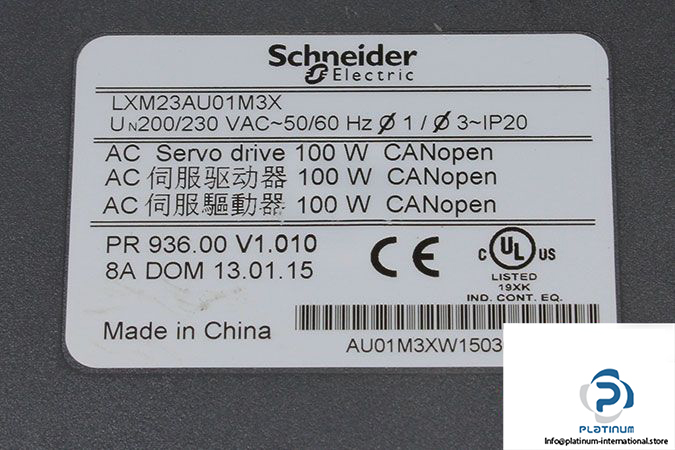 Schneider
Electric
LXM23AU01M3X
UN200/230 VAC~50/60 Hz Ø 1 / Ø 3~IP20
AC Servo drive 100 W CANopen
AC 伺服驱动器 100 W CANopen
AC 伺服驅動器 100 W CANopen
PR 936.00 V1.010
8A DOM 13.01.15
CE
C UL US
LISTED
19XK
IND. CONT. EQ.
Made in China
AU01M3XW1503
PLATINUM
Info@platinum-international.store